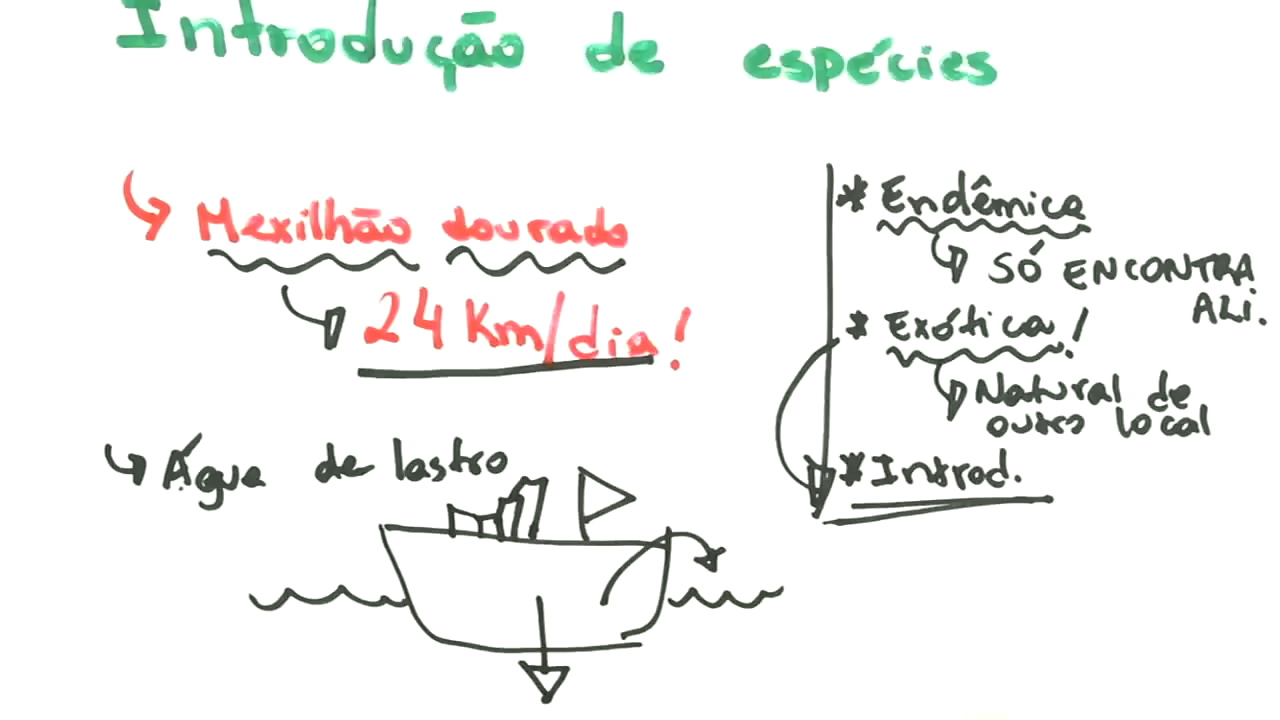 Introdução de espécies
Mexilhão dourado
24 Km/dia!
Água de lastro
* Endêmica
SÓ ENCONTRA
ALI.
* Exótica!
Natural de
outro local
* Introd.